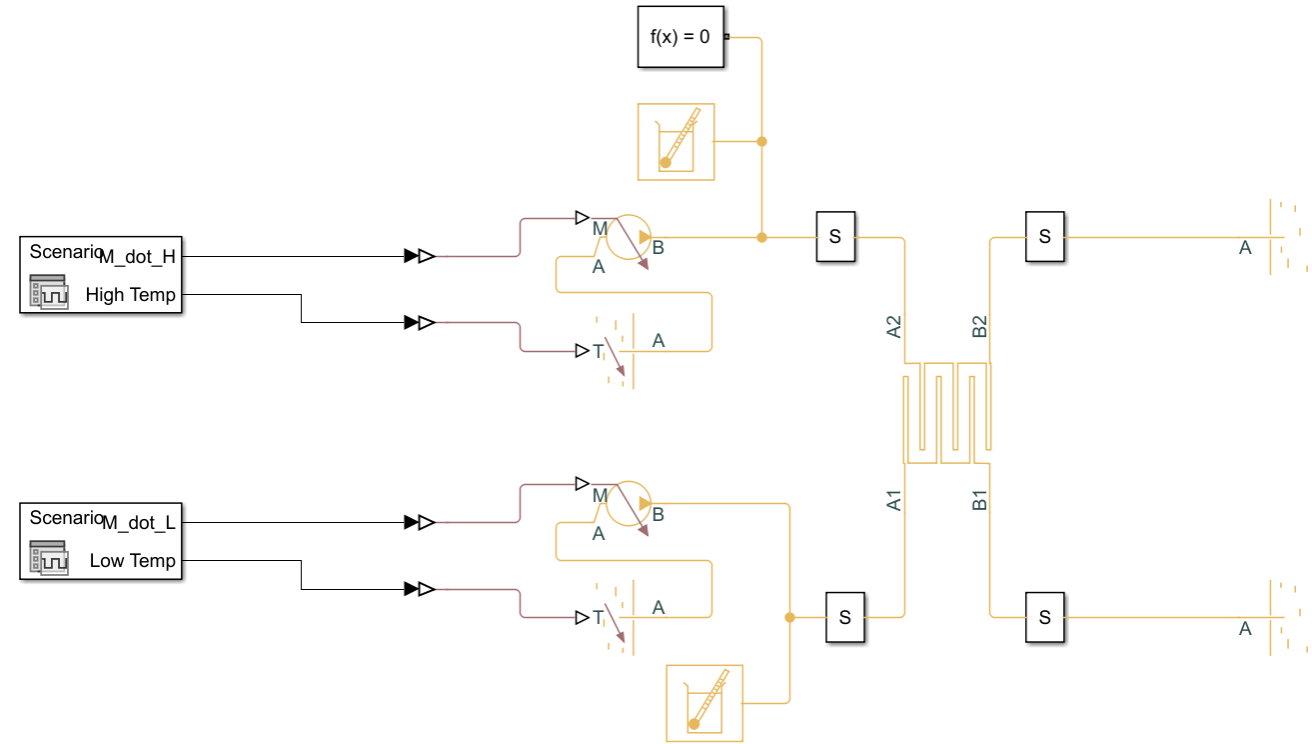 f(x) = 0
Scenario
M_dot_H
High Temp
M
B
A
T
A
S
S
A
A2
B2
A1
B1
Scenario
M_dot_L
Low Temp
M
B
A
T
A
S
S
A